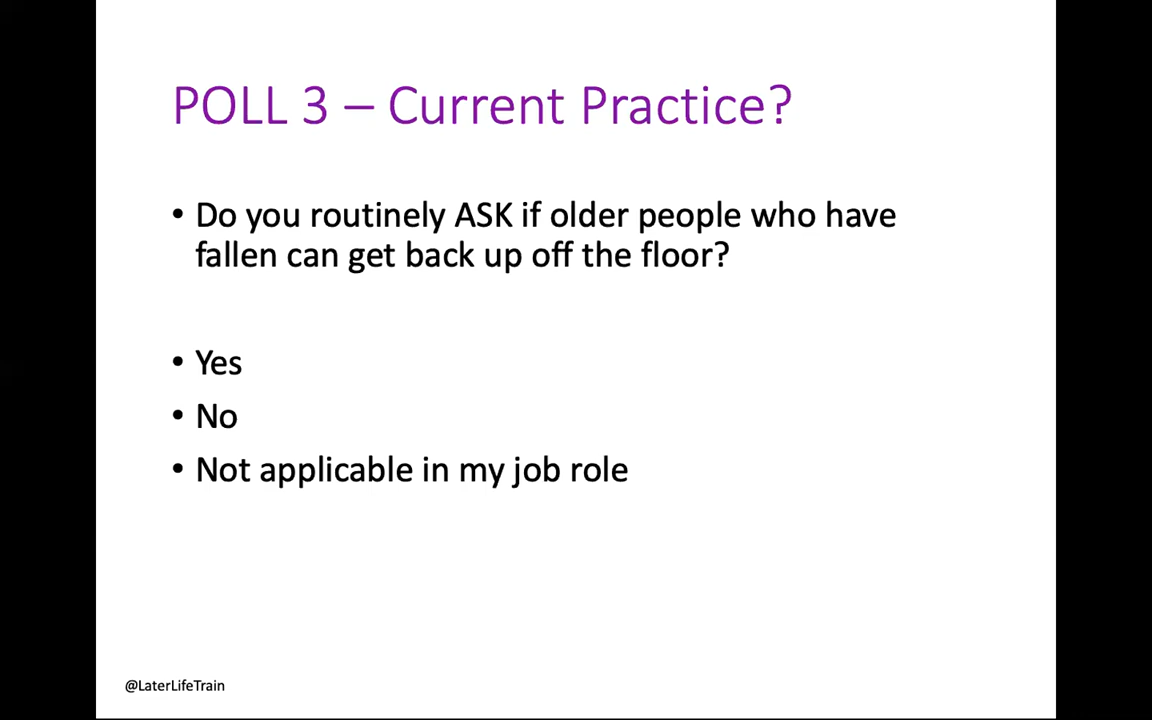 POLL 3 – Current Practice?
• Do you routinely ASK if older people who have
fallen can get back up off the floor?
• Yes
• No
• Not applicable in my job role
@LaterLifeTrain